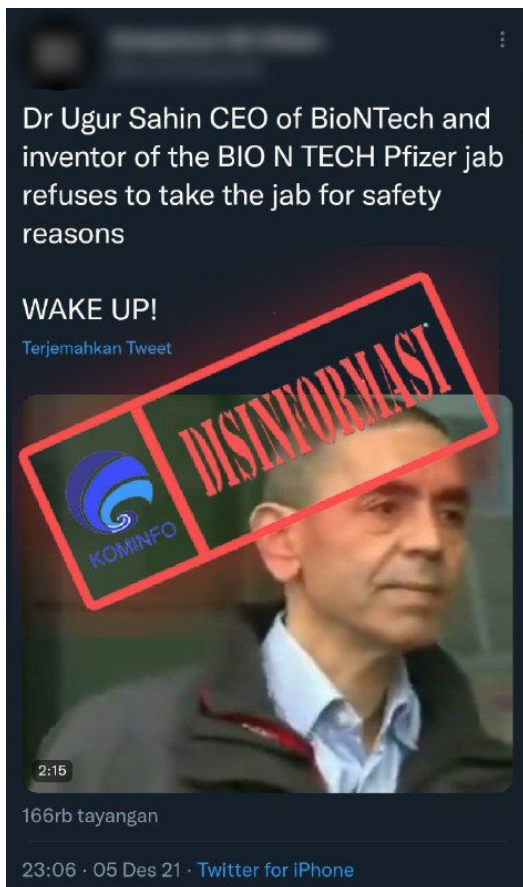 Dr Ugur Sahin CEO of BioNTech and
inventor of the BIO N TECH Pfizer jab
refuses to take the jab for safety
reasons
WAKE UP!
Terjemahkan Tweet
DISINFORMASI
KOMINFO
2:15
166rb tayangan
23:06 · 05 Des 21 · Twitter for iPhone